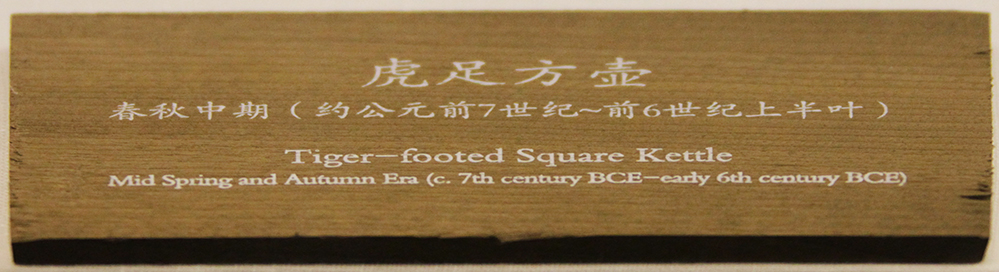 虎足方壶
春秋中期（约公元前7世纪~前6世纪上半叶）
Tiger-footed Square Kettle
Mid Spring and Autumn Era (c. 7th century BCE-early 6th century BCE)